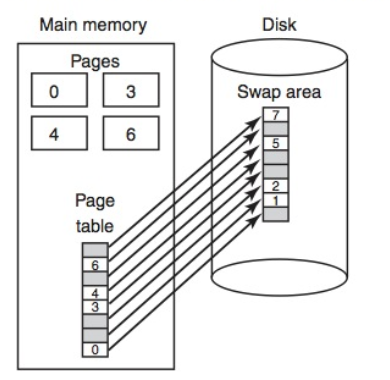 Main memory
Disk
Pages
0
3
4
6
Swap area
7
5
2
1
Page
table
6
4
3
0